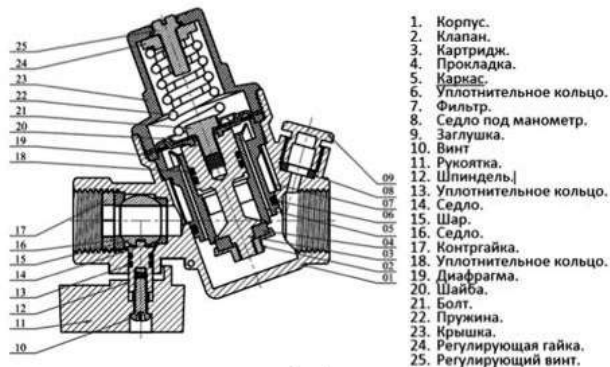 25
24
23
22
21
20
19
18
17
16
15
14
13
12
11
10
09
08
07
06
05
04
03
02
01
1. Корпус.
2. Клапан.
3. Картридж.
4. Прокладка.
5. Каркас.
6. Уплотнительное кольцо.
7. Фильтр.
8. Седло под манометр.
9. Заглушка.
10. Винт
11. Рукоятка.
12. Шпиндель.
13. Уплотнительное кольцо.
14. Седло.
15. Шар.
16. Седло.
17. Контргайка.
18. Уплотнительное кольцо.
19. Диафрагма.
20. Шайба.
21. Болт.
22. Пружина.
23. Крышка.
24. Регулирующая гайка.
25. Регулирующий винт.